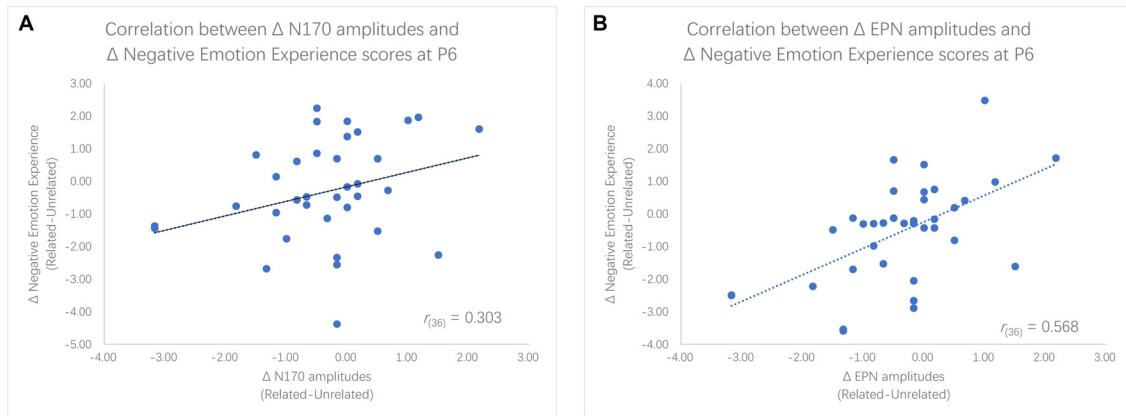 A
Correlation between Δ N170 amplitudes and
Δ Negative Emotion Experience scores at P6
3.00
2.00
1.00
0.00
-1.00
-2.00
-3.00
-4.00
-5.00
Δ Negative Emotion Experience
(Related-Unrelated)
r(36) = 0.303
-4.00 -3.00 -2.00 -1.00 0.00 1.00 2.00 3.00
Δ N170 amplitudes
(Related-Unrelated)
B
Correlation between Δ EPN amplitudes and
Δ Negative Emotion Experience scores at P6
4.00
3.00
2.00
1.00
0.00
-1.00
-2.00
-3.00
-4.00
Δ Negative Emotion Experience
(Related-Unrelated)
r(36) = 0.568
-4.00 -3.00 -2.00 -1.00 0.00 1.00 2.00 3.00
Δ EPN amplitudes
(Related-Unrelated)